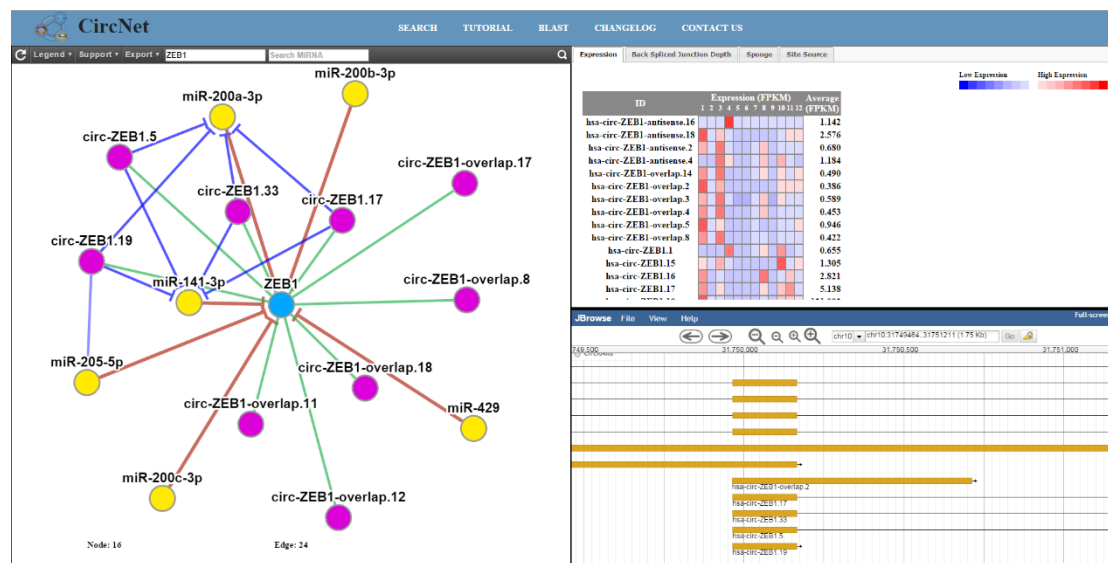 CircNet
SEARCH TUTORIAL BLAST CHANGELOG CONTACT US
Legend Support Export ZEB1 Search MiRNA
miR-200b-3p
miR-200a-3p
circ-ZEB1.5
circ-ZEB1-overlap.17
circ-ZEB1.33
circ-ZEB1.17
circ-ZEB1.19
miR-141-3p
ZEB1
circ-ZEB1-overlap.8
miR-205-5p
circ-ZEB1-overlap.18
circ-ZEB1-overlap.11
miR-429
miR-200c-3p
circ-ZEB1-overlap.12
Node: 16 Edge: 24
Expression Back Spliced Junction Depth Sponge Site Source
Low Expression High Expression
ID Expression (FPKM) Average (FPKM)
1 2 3 4 5 6 7 8 9 10 11 12
hsa-circ-ZEB1-antisense.16 1.142
hsa-circ-ZEB1-antisense.18 2.576
hsa-circ-ZEB1-antisense.2 0.680
hsa-circ-ZEB1-antisense.4 1.184
hsa-circ-ZEB1-overlap.14 0.490
hsa-circ-ZEB1-overlap.2 0.386
hsa-circ-ZEB1-overlap.3 0.589
hsa-circ-ZEB1-overlap.4 0.453
hsa-circ-ZEB1-overlap.5 0.946
hsa-circ-ZEB1-overlap.8 0.422
hsa-circ-ZEB1.1 0.655
hsa-circ-ZEB1.15 1.305
hsa-circ-ZEB1.16 2.821
hsa-circ-ZEB1.17 5.138
JBrowse File View Help Full-screen
chr10 chr10:31749464..31751211 (1.75 Kb) Go
749,500 31,750,000 31,750,500 31,751,000
hsa-circ-ZEB1-overlap.2
hsa-circ-ZEB1.17
hsa-circ-ZEB1.33
hsa-circ-ZEB1.5
hsa-circ-ZEB1.19